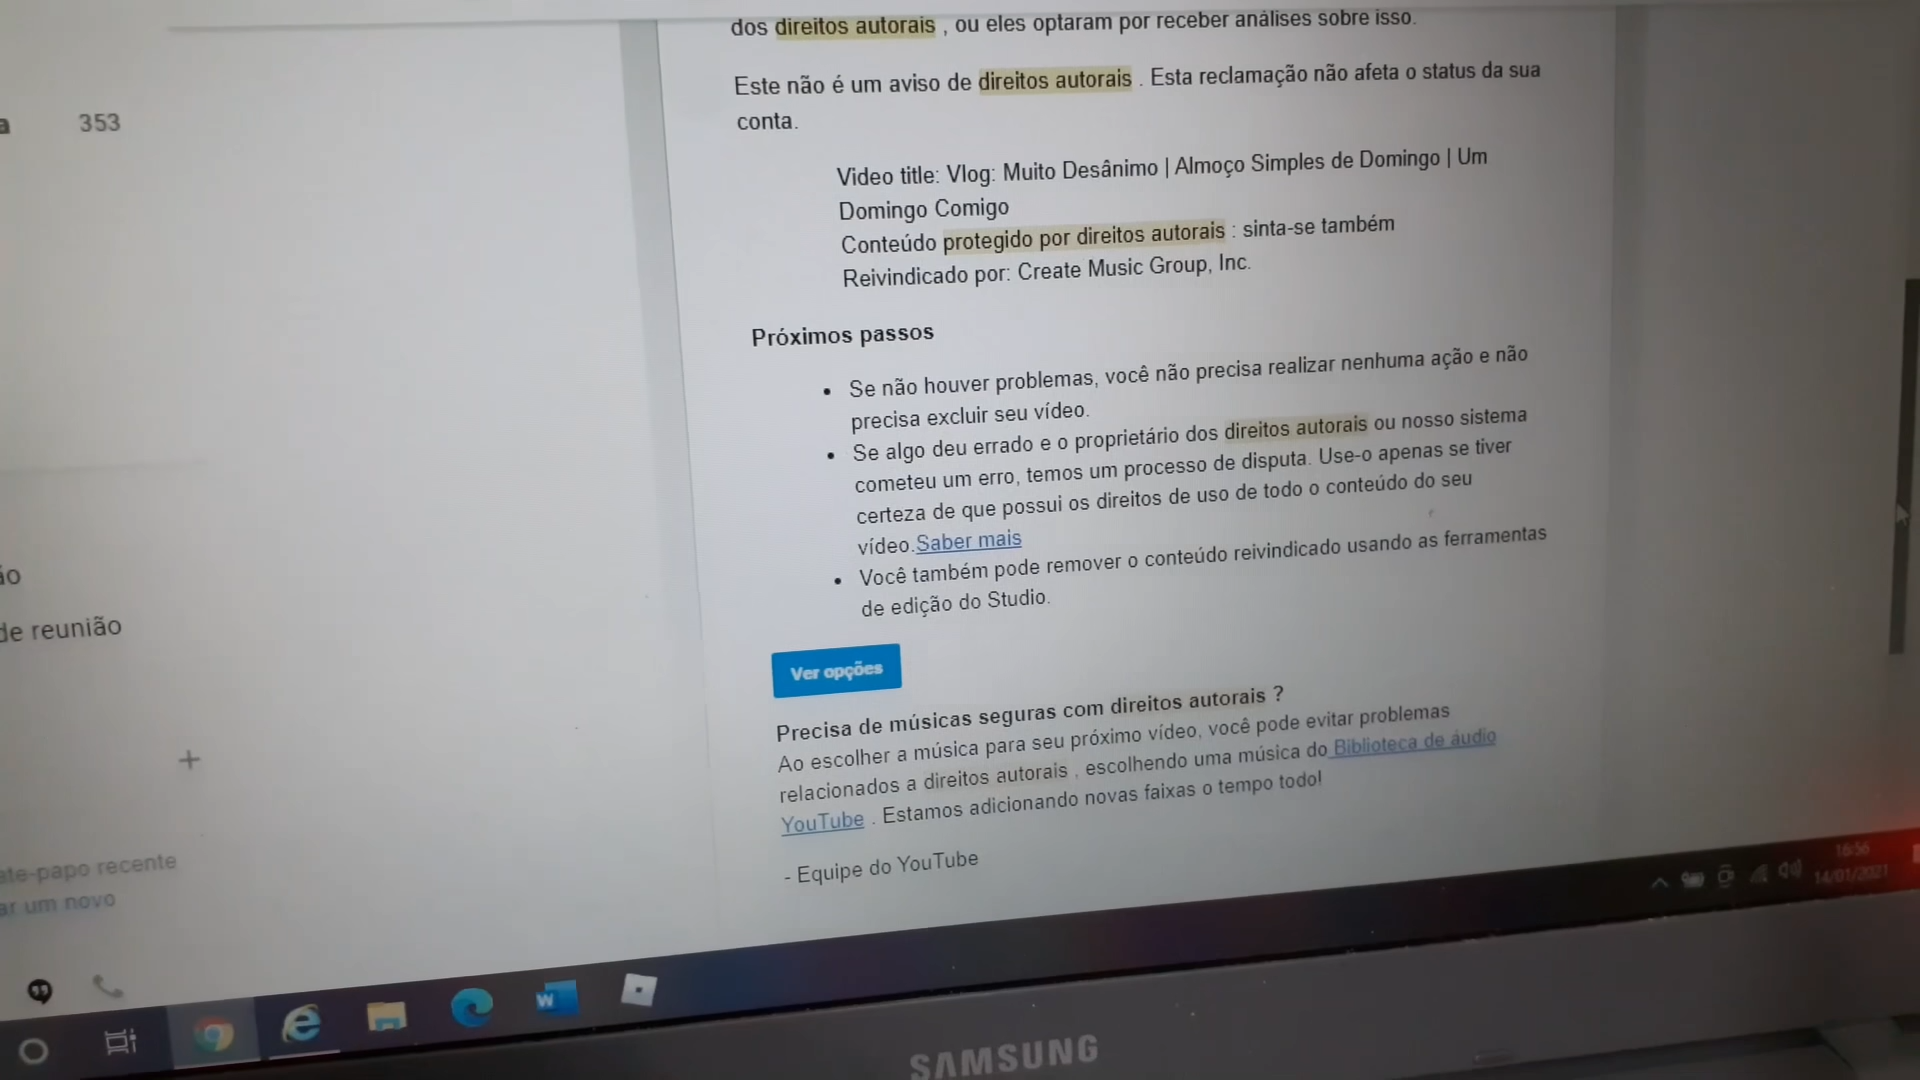 dos direitos autorais , ou eles optaram por receber análises sobre isso.
Este não é um aviso de direitos autorais . Esta reclamação não afeta o status da sua
conta.
Video title: Vlog: Muito Desânimo | Almoço Simples de Domingo | Um
Domingo Comigo
Conteúdo protegido por direitos autorais : sinta-se também
Reivindicado por: Create Music Group, Inc.
Próximos passos
• Se não houver problemas, você não precisa realizar nenhuma ação e não
precisa excluir seu vídeo.
• Se algo deu errado e o proprietário dos direitos autorais ou nosso sistema
cometeu um erro, temos um processo de disputa. Use-o apenas se tiver
certeza de que possui os direitos de uso de todo o conteúdo do seu
vídeo.Saber mais
• Você também pode remover o conteúdo reivindicado usando as ferramentas
de edição do Studio.
Ver opções
Precisa de músicas seguras com direitos autorais ?
Ao escolher a música para seu próximo vídeo, você pode evitar problemas
relacionados a direitos autorais , escolhendo uma música do Biblioteca de áudio
YouTube . Estamos adicionando novas faixas o tempo todo!
- Equipe do YouTube
a 353
ão
de reunião
+
ate-papo recente
ar um novo
16:56
14/01/2021
SAMSUNG